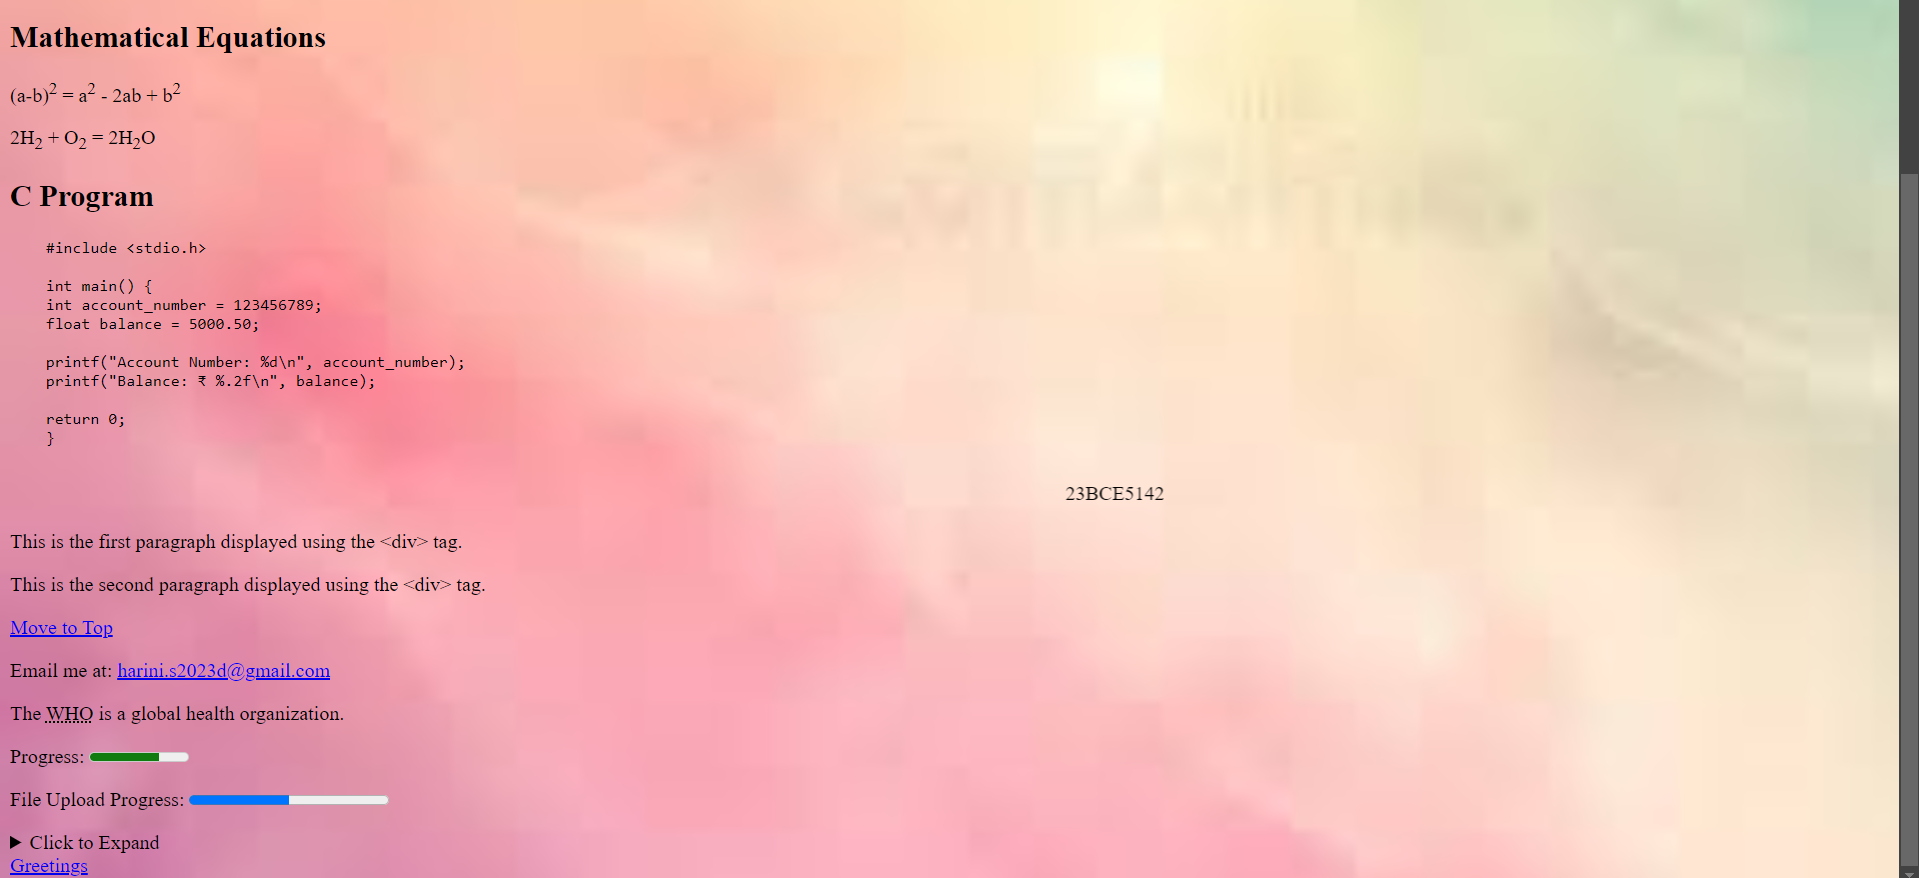 Mathematical Equations
(a-b)² = a² - 2ab + b²
2H₂ + O₂ = 2H₂O
C Program
#include <stdio.h>
int main() {
int account_number = 123456789;
float balance = 5000.50;
printf("Account Number: %d\n", account_number);
printf("Balance: ₹ %.2f\n", balance);
return 0;
}
23BCE5142
This is the first paragraph displayed using the <div> tag.
This is the second paragraph displayed using the <div> tag.
Move to Top
Email me at: harini.s2023d@gmail.com
The WHO is a global health organization.
Progress:
File Upload Progress:
Click to Expand
Greetings